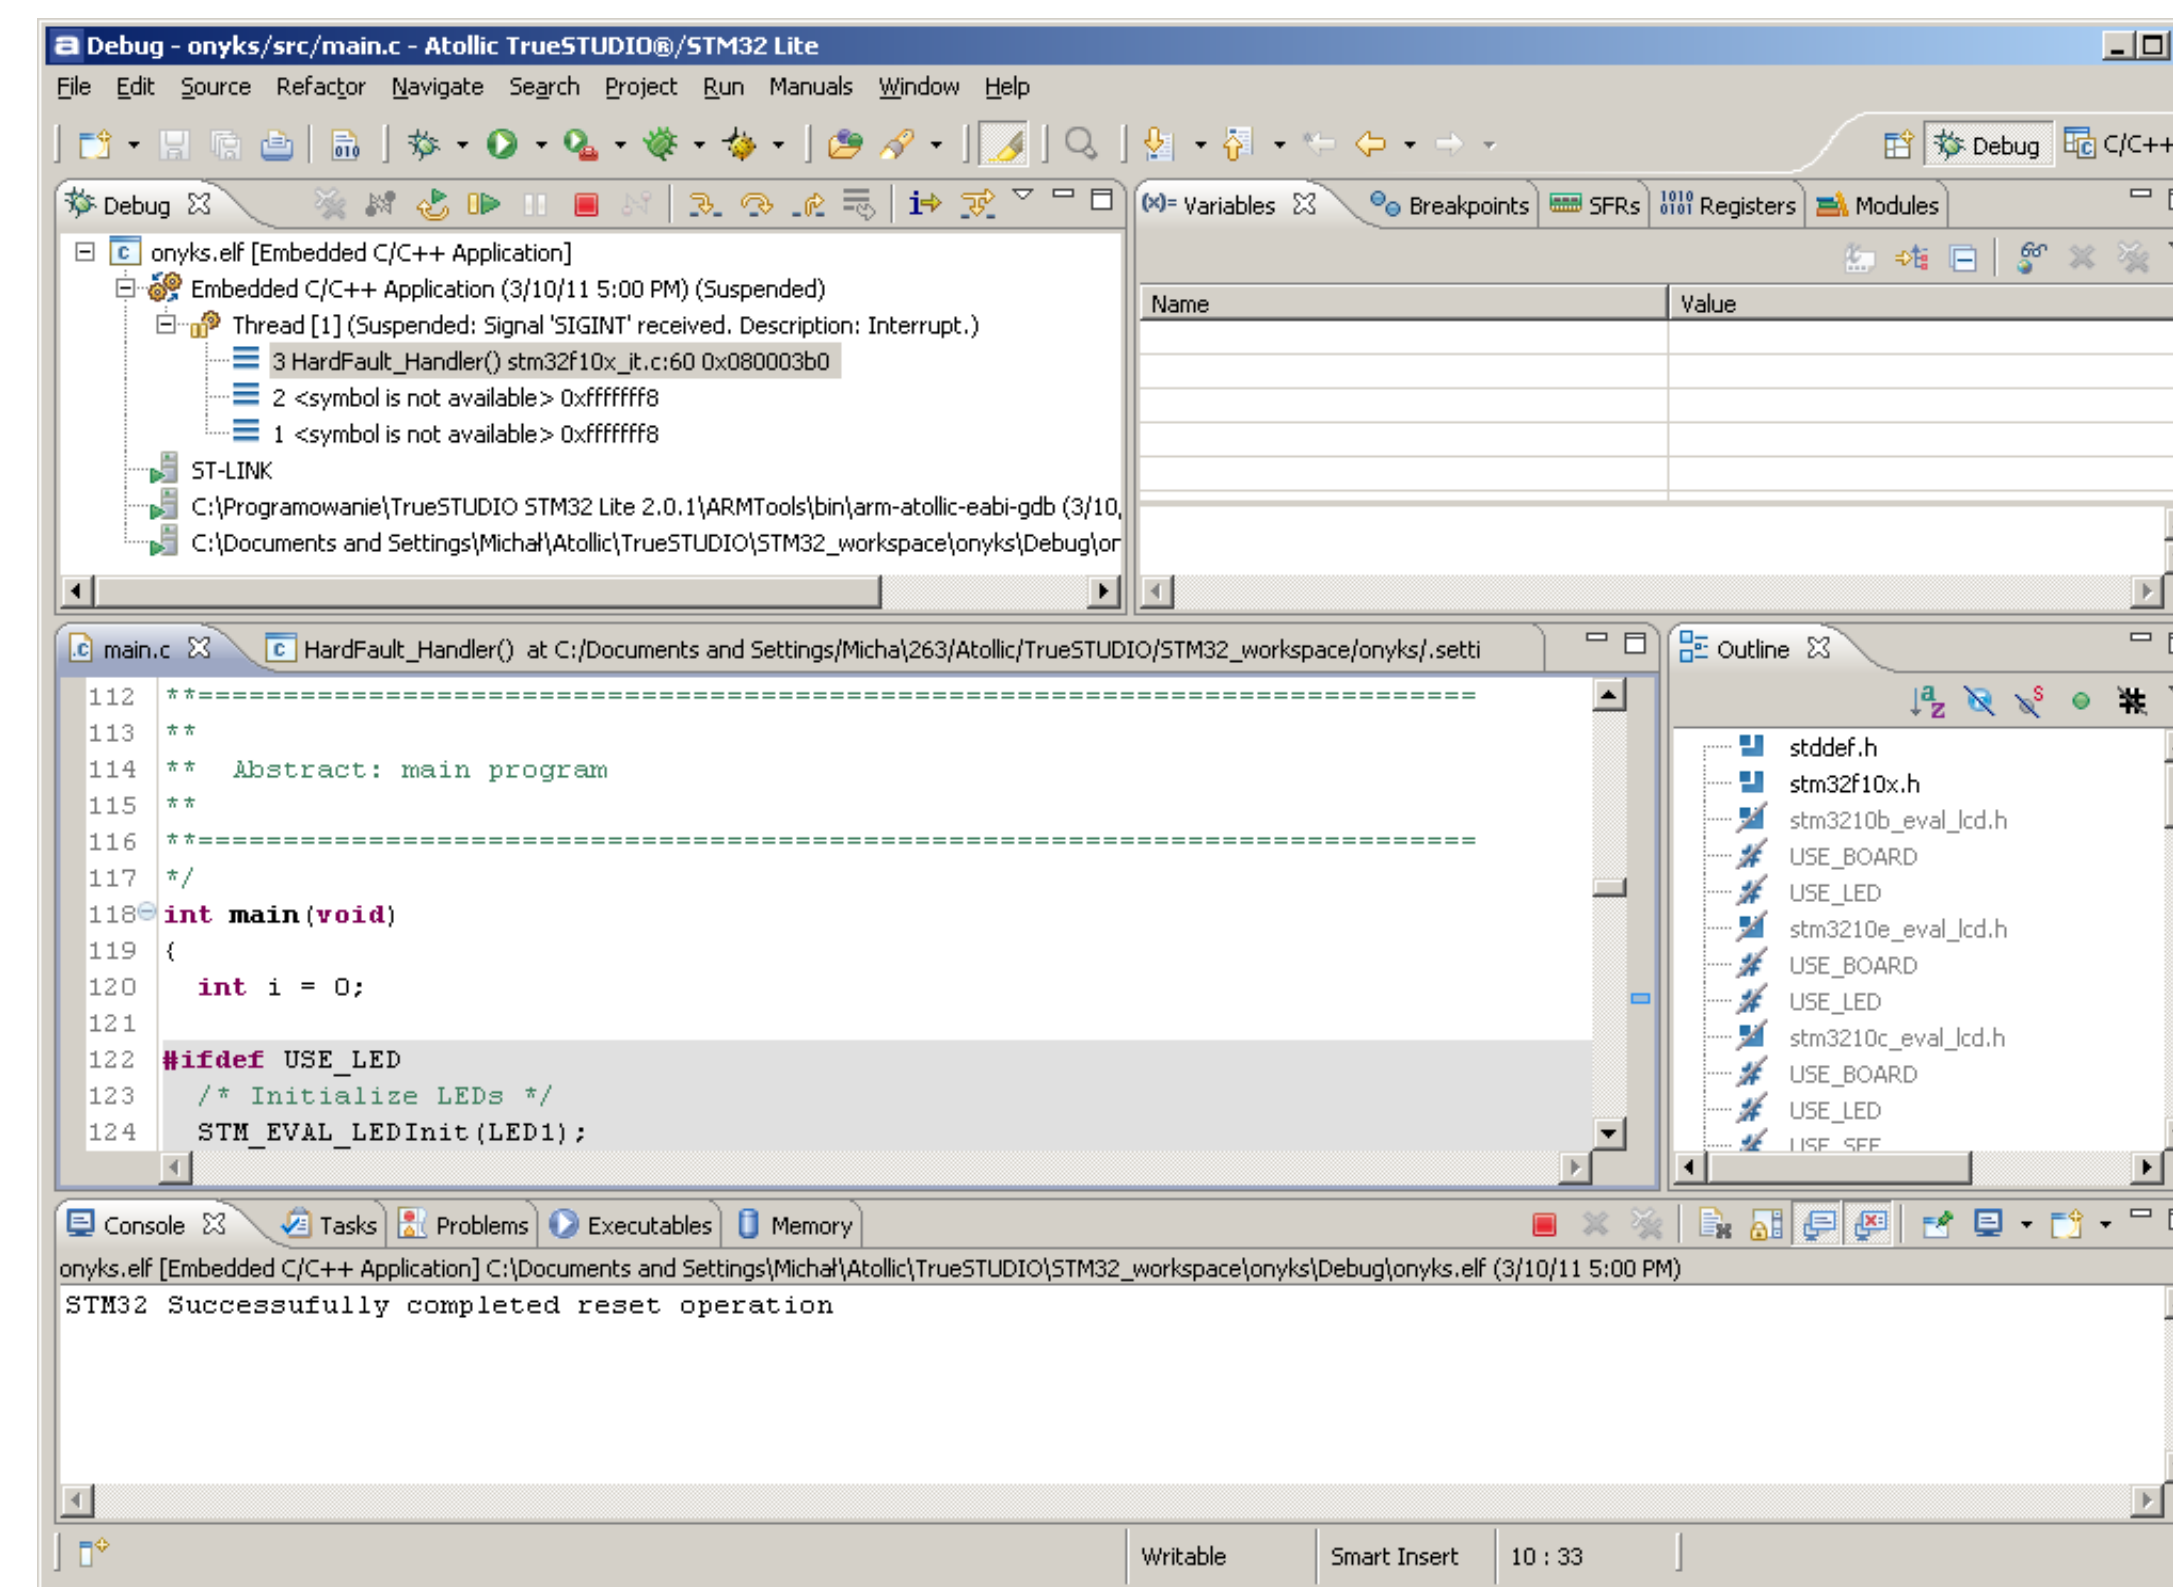 Debug - onyks/src/main.c - Atollic TrueSTUDIO®/STM32 Lite
File Edit Source Refactor Navigate Search Project Run Manuals Window Help
Debug C/C++
Debug
onyks.elf [Embedded C/C++ Application]
Embedded C/C++ Application (3/10/11 5:00 PM) (Suspended)
Thread [1] (Suspended: Signal 'SIGINT' received. Description: Interrupt.)
3 HardFault_Handler() stm32f10x_it.c:60 0x080003b0
2 <symbol is not available> 0xfffffff8
1 <symbol is not available> 0xfffffff8
ST-LINK
C:\Programowanie\TrueSTUDIO STM32 Lite 2.0.1\ARMTools\bin\arm-atollic-eabi-gdb (3/10,
C:\Documents and Settings\Michał\Atollic\TrueSTUDIO\STM32_workspace\onyks\Debug\or
(x)= Variables Breakpoints SFRs Registers Modules
Name Value
main.c HardFault_Handler() at C:/Documents and Settings/Micha\263/Atollic/TrueSTUDIO/STM32_workspace/onyks/.setti
112 **===========================================================================
113 **
114 ** Abstract: main program
115 **
116 **===========================================================================
117 */
118 int main(void)
119 {
120 int i = 0;
121
122 #ifdef USE_LED
123 /* Initialize LEDs */
124 STM_EVAL_LEDInit(LED1);
Outline
stddef.h
stm32f10x.h
stm3210b_eval_lcd.h
USE_BOARD
USE_LED
stm3210e_eval_lcd.h
USE_BOARD
USE_LED
stm3210c_eval_lcd.h
USE_BOARD
USE_LED
USE_SEE
Console Tasks Problems Executables Memory
onyks.elf [Embedded C/C++ Application] C:\Documents and Settings\Michał\Atollic\TrueSTUDIO\STM32_workspace\onyks\Debug\onyks.elf (3/10/11 5:00 PM)
STM32 Successufully completed reset operation
Writable Smart Insert 10 : 33